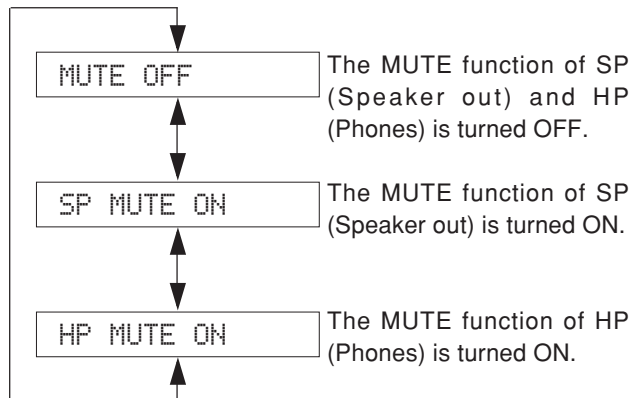 MUTE OFF
The MUTE function of SP
(Speaker out) and HP
(Phones) is turned OFF.
SP MUTE ON
The MUTE function of SP
(Speaker out) is turned ON.
HP MUTE ON
The MUTE function of HP
(Phones) is turned ON.